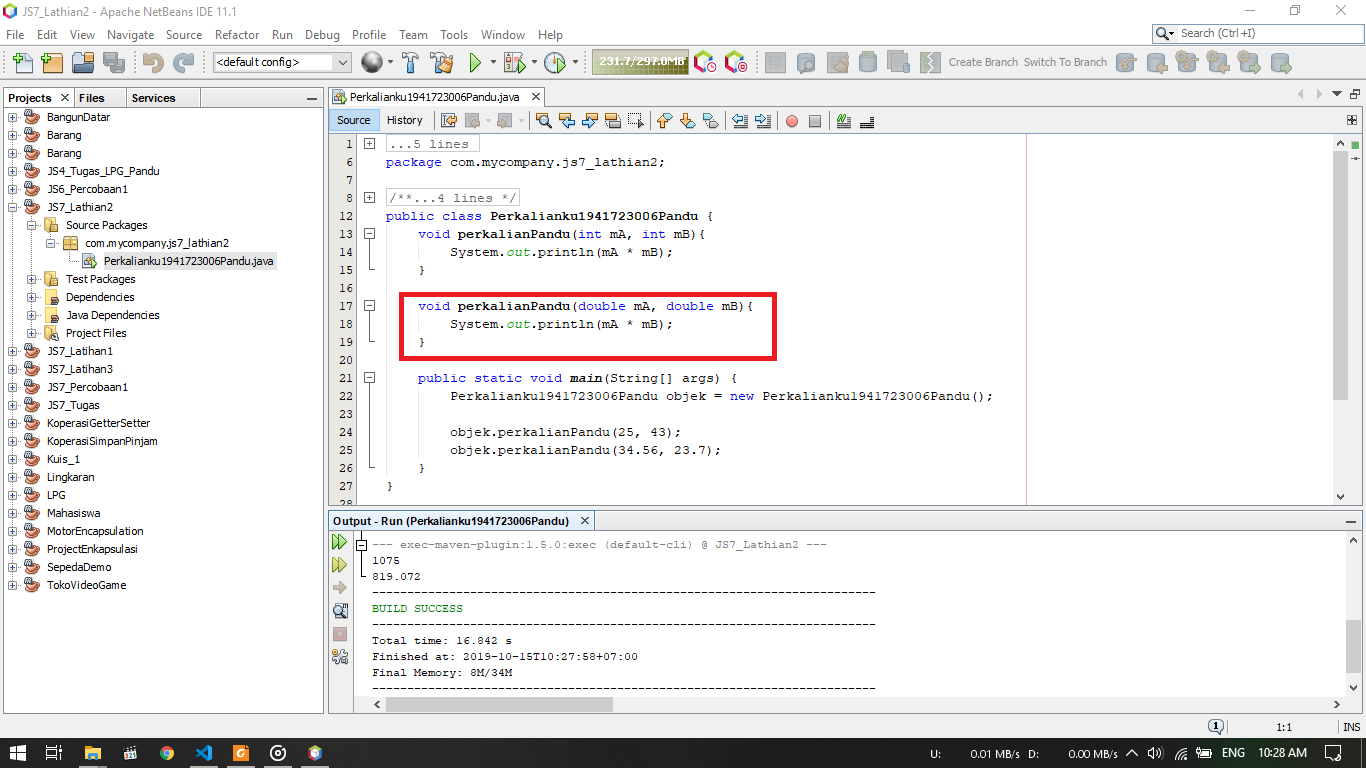 JS7_Lathian2 - Apache NetBeans IDE 11.1
File Edit View Navigate Source Refactor Run Debug Profile Team Tools Window Help
Search (Ctrl+I)
<default config>
231.7/297.0MB
Create Branch Switch To Branch
Projects
Files
Services
BangunDatar
Barang
Barang
JS4_Tugas_LPG_Pandu
JS6_Percobaan1
JS7_Lathian2
Source Packages
com.mycompany.js7_lathian2
Perkalianku1941723006Pandu.java
Test Packages
Dependencies
Java Dependencies
Project Files
JS7_Latihan1
JS7_Latihan3
JS7_Percobaan1
JS7_Tugas
KoperasiGetterSetter
KoperasiSimpanPinjam
Kuis_1
Lingkaran
LPG
Mahasiswa
MotorEncapsulation
ProjectEnkapsulasi
SepedaDemo
TokoVideoGame
Perkalianku1941723006Pandu.java
Source History
1 ...5 lines
6 package com.mycompany.js7_lathian2;
7
8 /**...4 lines */
12 public class Perkalianku1941723006Pandu {
13 void perkalianPandu(int mA, int mB){
14 System.out.println(mA * mB);
15 }
16
17 void perkalianPandu(double mA, double mB){
18 System.out.println(mA * mB);
19 }
20
21 public static void main(String[] args) {
22 Perkalianku1941723006Pandu objek = new Perkalianku1941723006Pandu();
23
24 objek.perkalianPandu(25, 43);
25 objek.perkalianPandu(34.56, 23.7);
26 }
27 }
28
Output - Run (Perkalianku1941723006Pandu)
--- exec-maven-plugin:1.5.0:exec (default-cli) @ JS7_Lathian2 ---
1075
819.072
------------------------------------------------------------------------
BUILD SUCCESS
------------------------------------------------------------------------
Total time: 16.842 s
Finished at: 2019-10-15T10:27:58+07:00
Final Memory: 8M/34M
------------------------------------------------------------------------
1 1:1 INS
U: 0.01 MB/s D: 0.00 MB/s ENG 10:28 AM